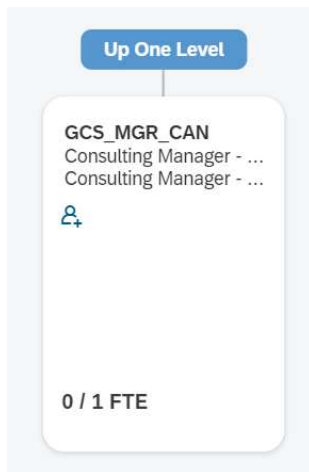 Up One Level
GCS_MGR_CAN
Consulting Manager - ...
Consulting Manager - ...
0 / 1 FTE